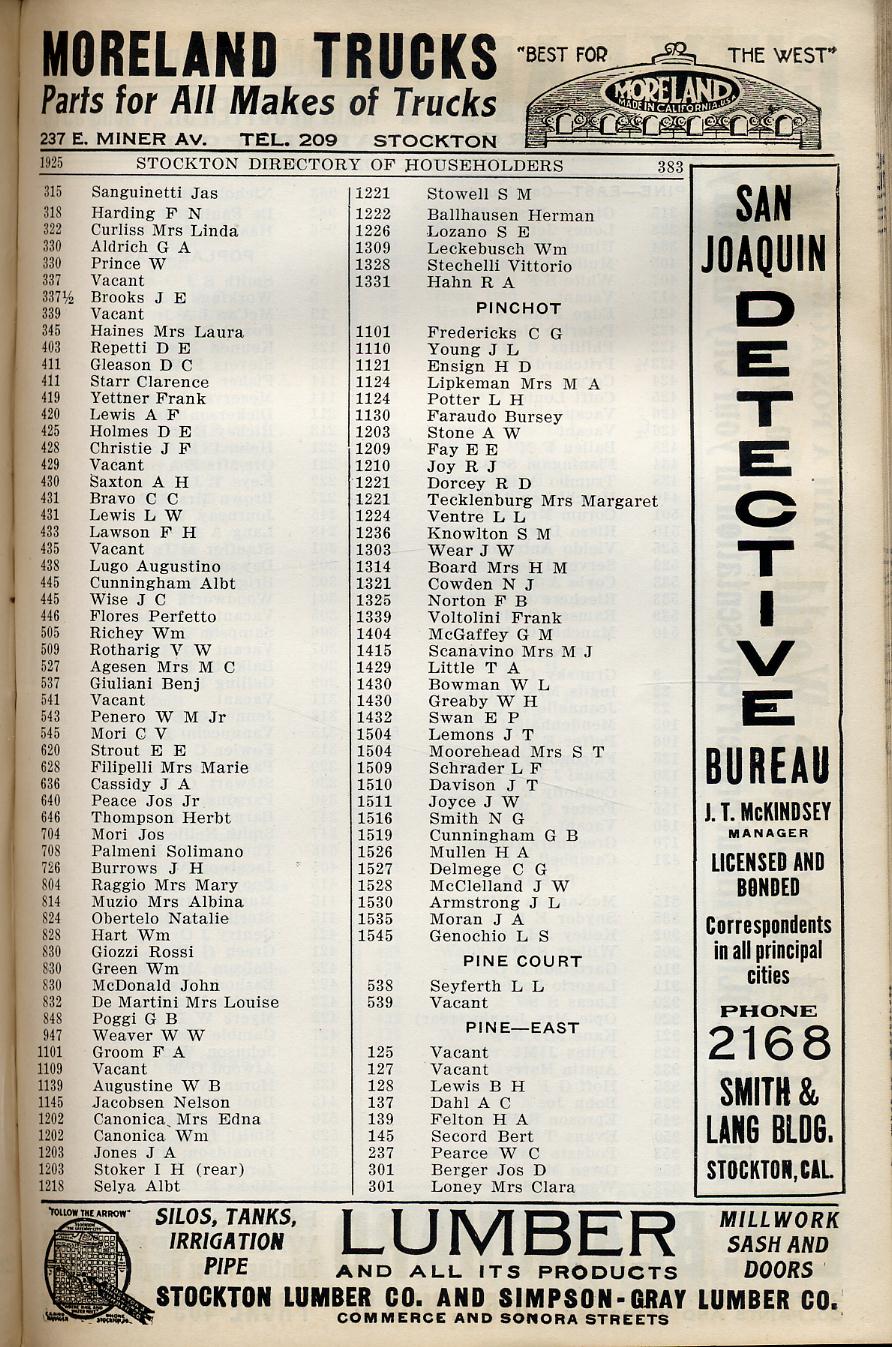 MORELAND TRUCKS
Parts for All Makes of Trucks
237 E. MINER AV. TEL. 209 STOCKTON
"BEST FOR THE WEST"
MORELAND
MADE IN CALIFORNIA. U.S.A.
1925 STOCKTON DIRECTORY OF HOUSEHOLDERS 383
315 Sanguinetti Jas
318 Harding F N
322 Curliss Mrs Linda
330 Aldrich G A
330 Prince W
337 Vacant
337½ Brooks J E
339 Vacant
345 Haines Mrs Laura
403 Repetti D E
411 Gleason D C
411 Starr Clarence
419 Yettner Frank
420 Lewis A F
425 Holmes D E
428 Christie J F
429 Vacant
430 Saxton A H
431 Bravo C C
431 Lewis L W
433 Lawson F H
435 Vacant
438 Lugo Augustino
445 Cunningham Albt
445 Wise J C
446 Flores Perfetto
505 Richey Wm
509 Rotharig V W
527 Agesen Mrs M C
537 Giuliani Benj
541 Vacant
543 Penero W M Jr
545 Mori C V
620 Strout E E
628 Filipelli Mrs Marie
636 Cassidy J A
640 Peace Jos Jr
646 Thompson Herbt
704 Mori Jos
708 Palmeni Solimano
726 Burrows J H
804 Raggio Mrs Mary
814 Muzio Mrs Albina
824 Obertelo Natalie
828 Hart Wm
830 Giozzi Rossi
830 Green Wm
830 McDonald John
832 De Martini Mrs Louise
848 Poggi G B
947 Weaver W W
1101 Groom F A
1109 Vacant
1139 Augustine W B
1145 Jacobsen Nelson
1202 Canonica Mrs Edna
1202 Canonica Wm
1203 Jones J A
1203 Stoker I H (rear)
1218 Selya Albt
1221 Stowell S M
1222 Ballhausen Herman
1226 Lozano S E
1309 Leckebusch Wm
1328 Stechelli Vittorio
1331 Hahn R A
PINCHOT
1101 Fredericks C G
1110 Young J L
1121 Ensign H D
1124 Lipkeman Mrs M A
1124 Potter L H
1130 Faraudo Bursey
1203 Stone A W
1209 Fay E E
1210 Joy R J
1221 Dorcey R D
1221 Tecklenburg Mrs Margaret
1224 Ventre L L
1236 Knowlton S M
1303 Wear J W
1314 Board Mrs H M
1321 Cowden N J
1325 Norton F B
1339 Voltolini Frank
1404 McGaffey G M
1415 Scanavino Mrs M J
1429 Little T A
1430 Bowman W L
1430 Greaby W H
1432 Swan E P
1504 Lemons J T
1504 Moorehead Mrs S T
1509 Schrader L F
1510 Davison J T
1511 Joyce J W
1516 Smith N G
1519 Cunningham G B
1526 Mullen H A
1527 Delmege C G
1528 McClelland J W
1530 Armstrong J L
1535 Moran J A
1545 Genochio L S
PINE COURT
538 Seyferth L L
539 Vacant
PINE—EAST
125 Vacant
127 Vacant
128 Lewis B H
137 Dahl A C
139 Felton H A
145 Secord Bert
237 Pearce W C
301 Berger Jos D
301 Loney Mrs Clara
SAN
JOAQUIN
DETECTIVE
BUREAU
J. T. McKINDSEY
MANAGER
LICENSED AND
BONDED
Correspondents
in all principal
cities
PHONE
2168
SMITH &
LANG BLDG.
STOCKTON, CAL.
"FOLLOW THE ARROW"
SILOS, TANKS,
IRRIGATION
PIPE
LUMBER
AND ALL ITS PRODUCTS
MILLWORK
SASH AND
DOORS
STOCKTON LUMBER CO. AND SIMPSON-GRAY LUMBER CO.
COMMERCE AND SONORA STREETS